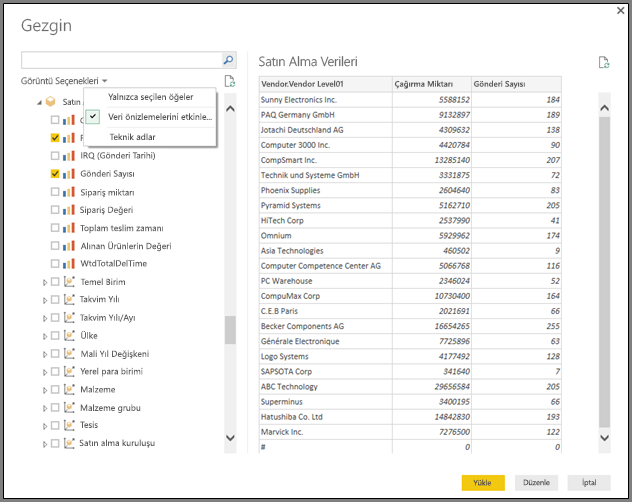 Gezgin
Görüntü Seçenekleri
Satın
Yalnızca seçilen öğeler
Veri önizlemelerini etkinle...
Teknik adlar
IRQ (Gönderi Tarihi)
Gönderi Sayısı
Sipariş miktarı
Sipariş Değeri
Toplam teslim zamanı
Alınan Ürünlerin Değeri
WtdTotalDelTime
Temel Birim
Takvim Yılı
Takvim Yılı/Ayı
Ülke
Mali Yıl Değişkeni
Yerel para birimi
Malzeme
Malzeme grubu
Tesis
Satın alma kuruluşu
Satın Alma Verileri
Vendor.Vendor Level01 Çağırma Miktarı Gönderi Sayısı
Sunny Electronics Inc. 5588152 184
PAQ Germany GmbH 9132897 189
Jotachi Deutschland AG 4309632 138
Computer 3000 Inc. 4420784 90
CompSmart Inc. 13285140 207
Technik und Systeme GmbH 3331875 72
Phoenix Supplies 2604640 83
Pyramid Systems 5162710 205
HiTech Corp 2537990 41
Omnium 5929962 174
Asia Technologies 460502 9
Computer Competence Center AG 5066768 116
PC Warehouse 2346024 52
CompuMax Corp 10730400 164
C.E.B Paris 2021691 66
Becker Components AG 16654265 255
Générale Electronique 7725896 63
Logo Systems 4177492 128
SAPSOTA Corp 341640 7
ABC Technology 29656584 205
Superminus 3400195 66
Hatushiba Co. Ltd 14842830 193
Marvick Inc. 7276500 122
# 0 0
Yükle Düzenle İptal